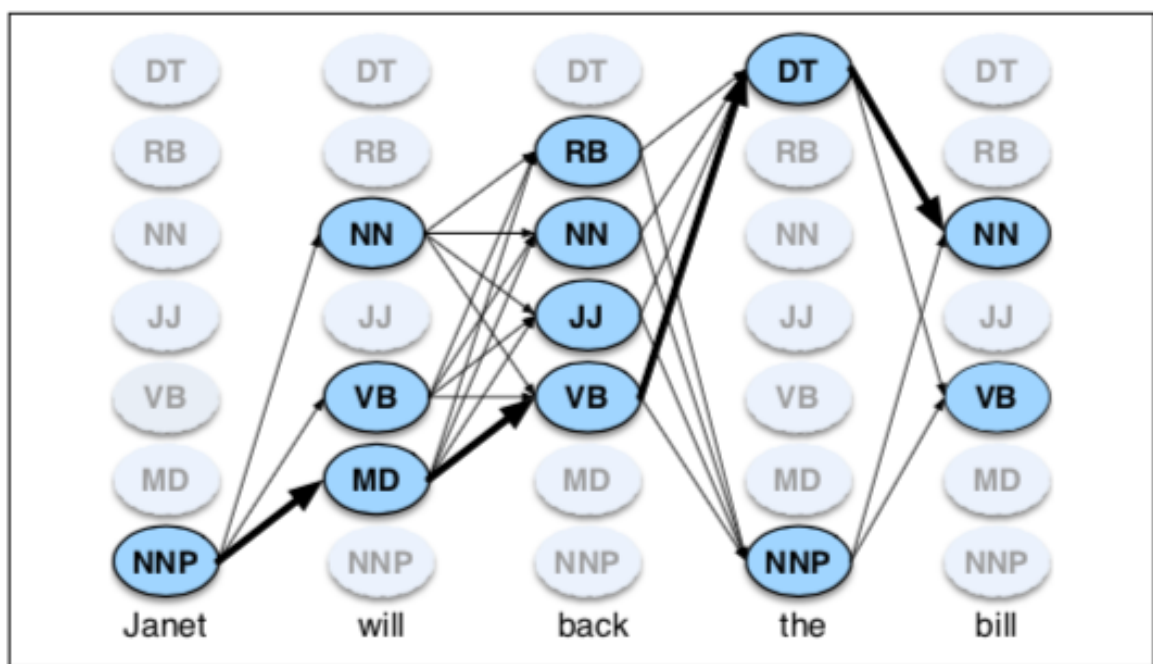 DT DT DT DT DT
RB RB RB RB RB
NN NN NN NN NN
JJ JJ JJ JJ JJ
VB VB VB VB VB
MD MD MD MD MD
NNP NNP NNP NNP NNP
Janet will back the bill